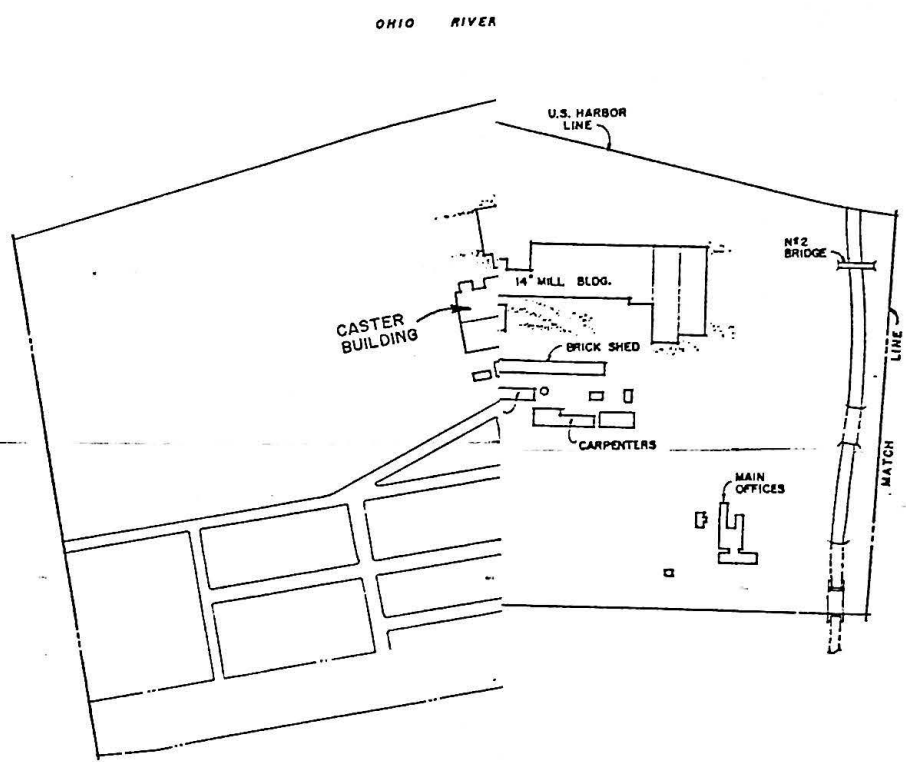 OHIO RIVER
U.S. HARBOR
LINE
Nº2
BRIDGE
14" MILL BLDG.
CASTER
BUILDING
BRICK SHED
CARPENTERS
MAIN
OFFICES
MATCH LINE